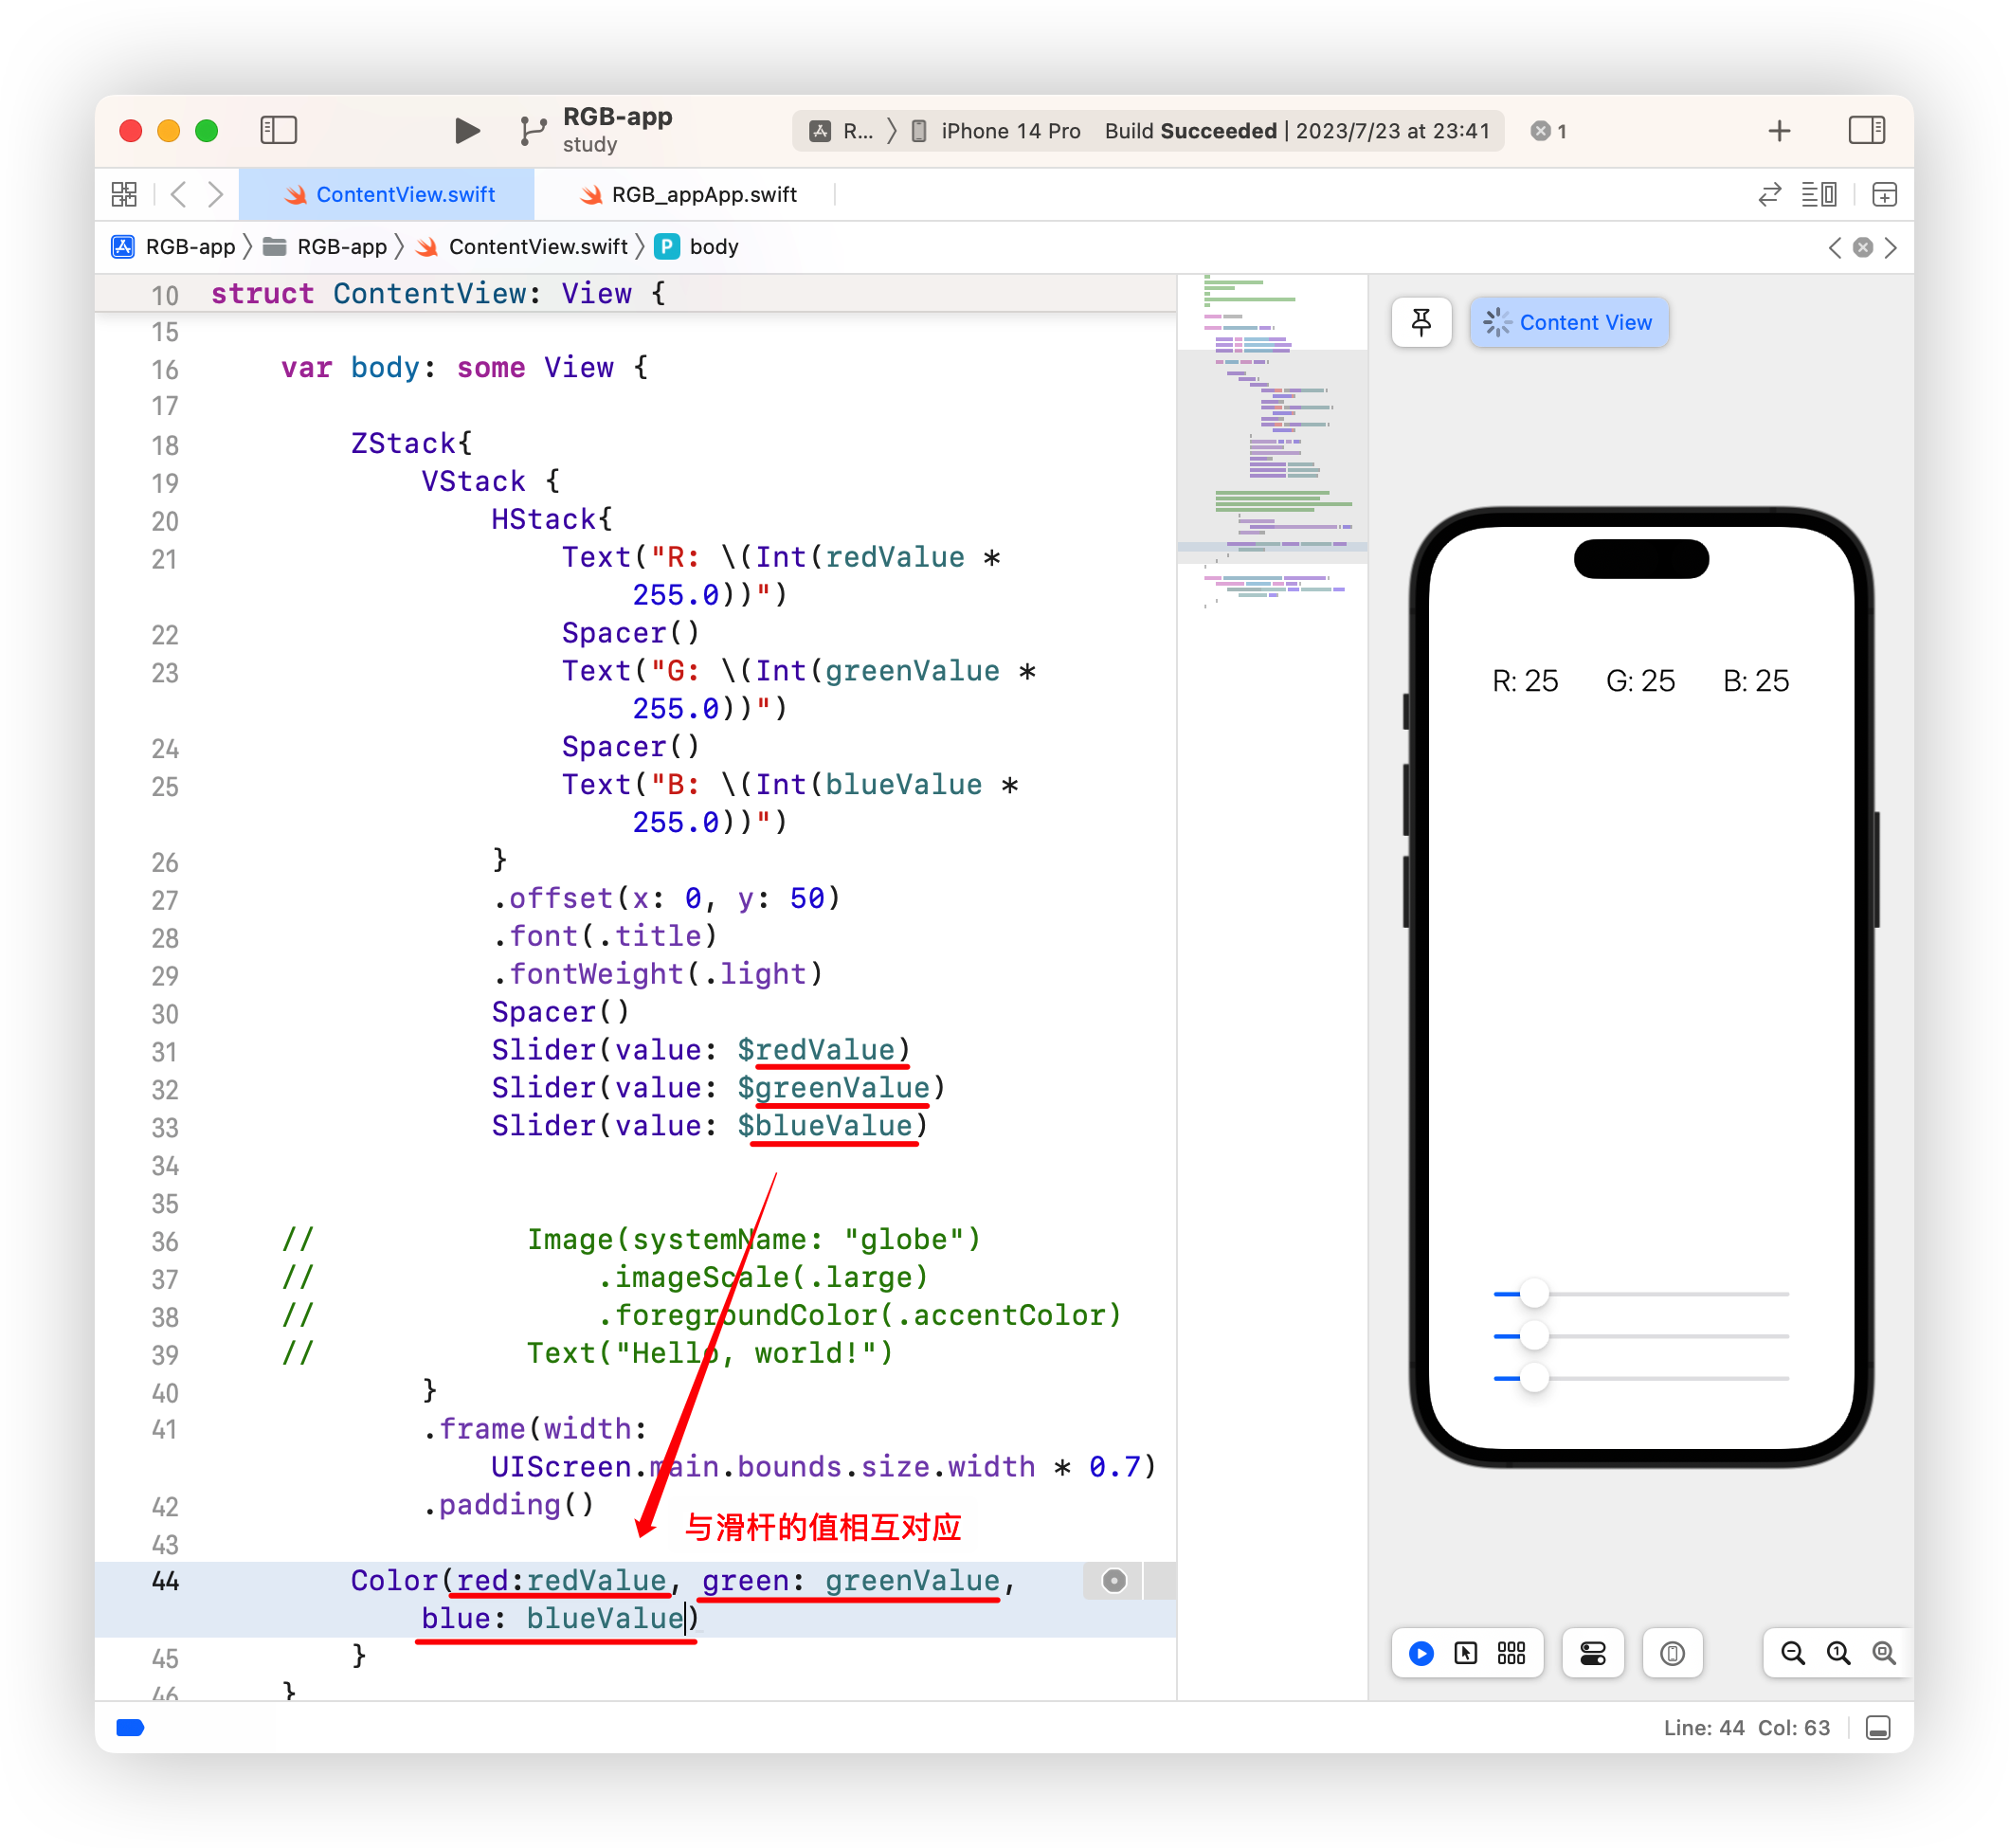 RGB-app
study
R... 〉 iPhone 14 Pro Build Succeeded | 2023/7/23 at 23:41
1
ContentView.swift
RGB_appApp.swift
RGB-app 〉 RGB-app 〉 ContentView.swift 〉 P body
10 struct ContentView: View {
15
16 var body: some View {
17
18 ZStack{
19 VStack {
20 HStack{
21 Text("R: \(Int(redValue *
255.0))")
22 Spacer()
23 Text("G: \(Int(greenValue *
255.0))")
24 Spacer()
25 Text("B: \(Int(blueValue *
255.0))")
26 }
27 .offset(x: 0, y: 50)
28 .font(.title)
29 .fontWeight(.light)
30 Spacer()
31 Slider(value: $redValue)
32 Slider(value: $greenValue)
33 Slider(value: $blueValue)
34
35
36 // Image(systemName: "globe")
37 // .imageScale(.large)
38 // .foregroundColor(.accentColor)
39 // Text("Hello, world!")
40 }
41 .frame(width:
UIScreen.main.bounds.size.width * 0.7)
42 .padding()
43
与滑杆的值相互对应
44 Color(red:redValue, green: greenValue,
blue: blueValue)
45 }
46 }
Content View
R: 25 G: 25 B: 25
Line: 44 Col: 63